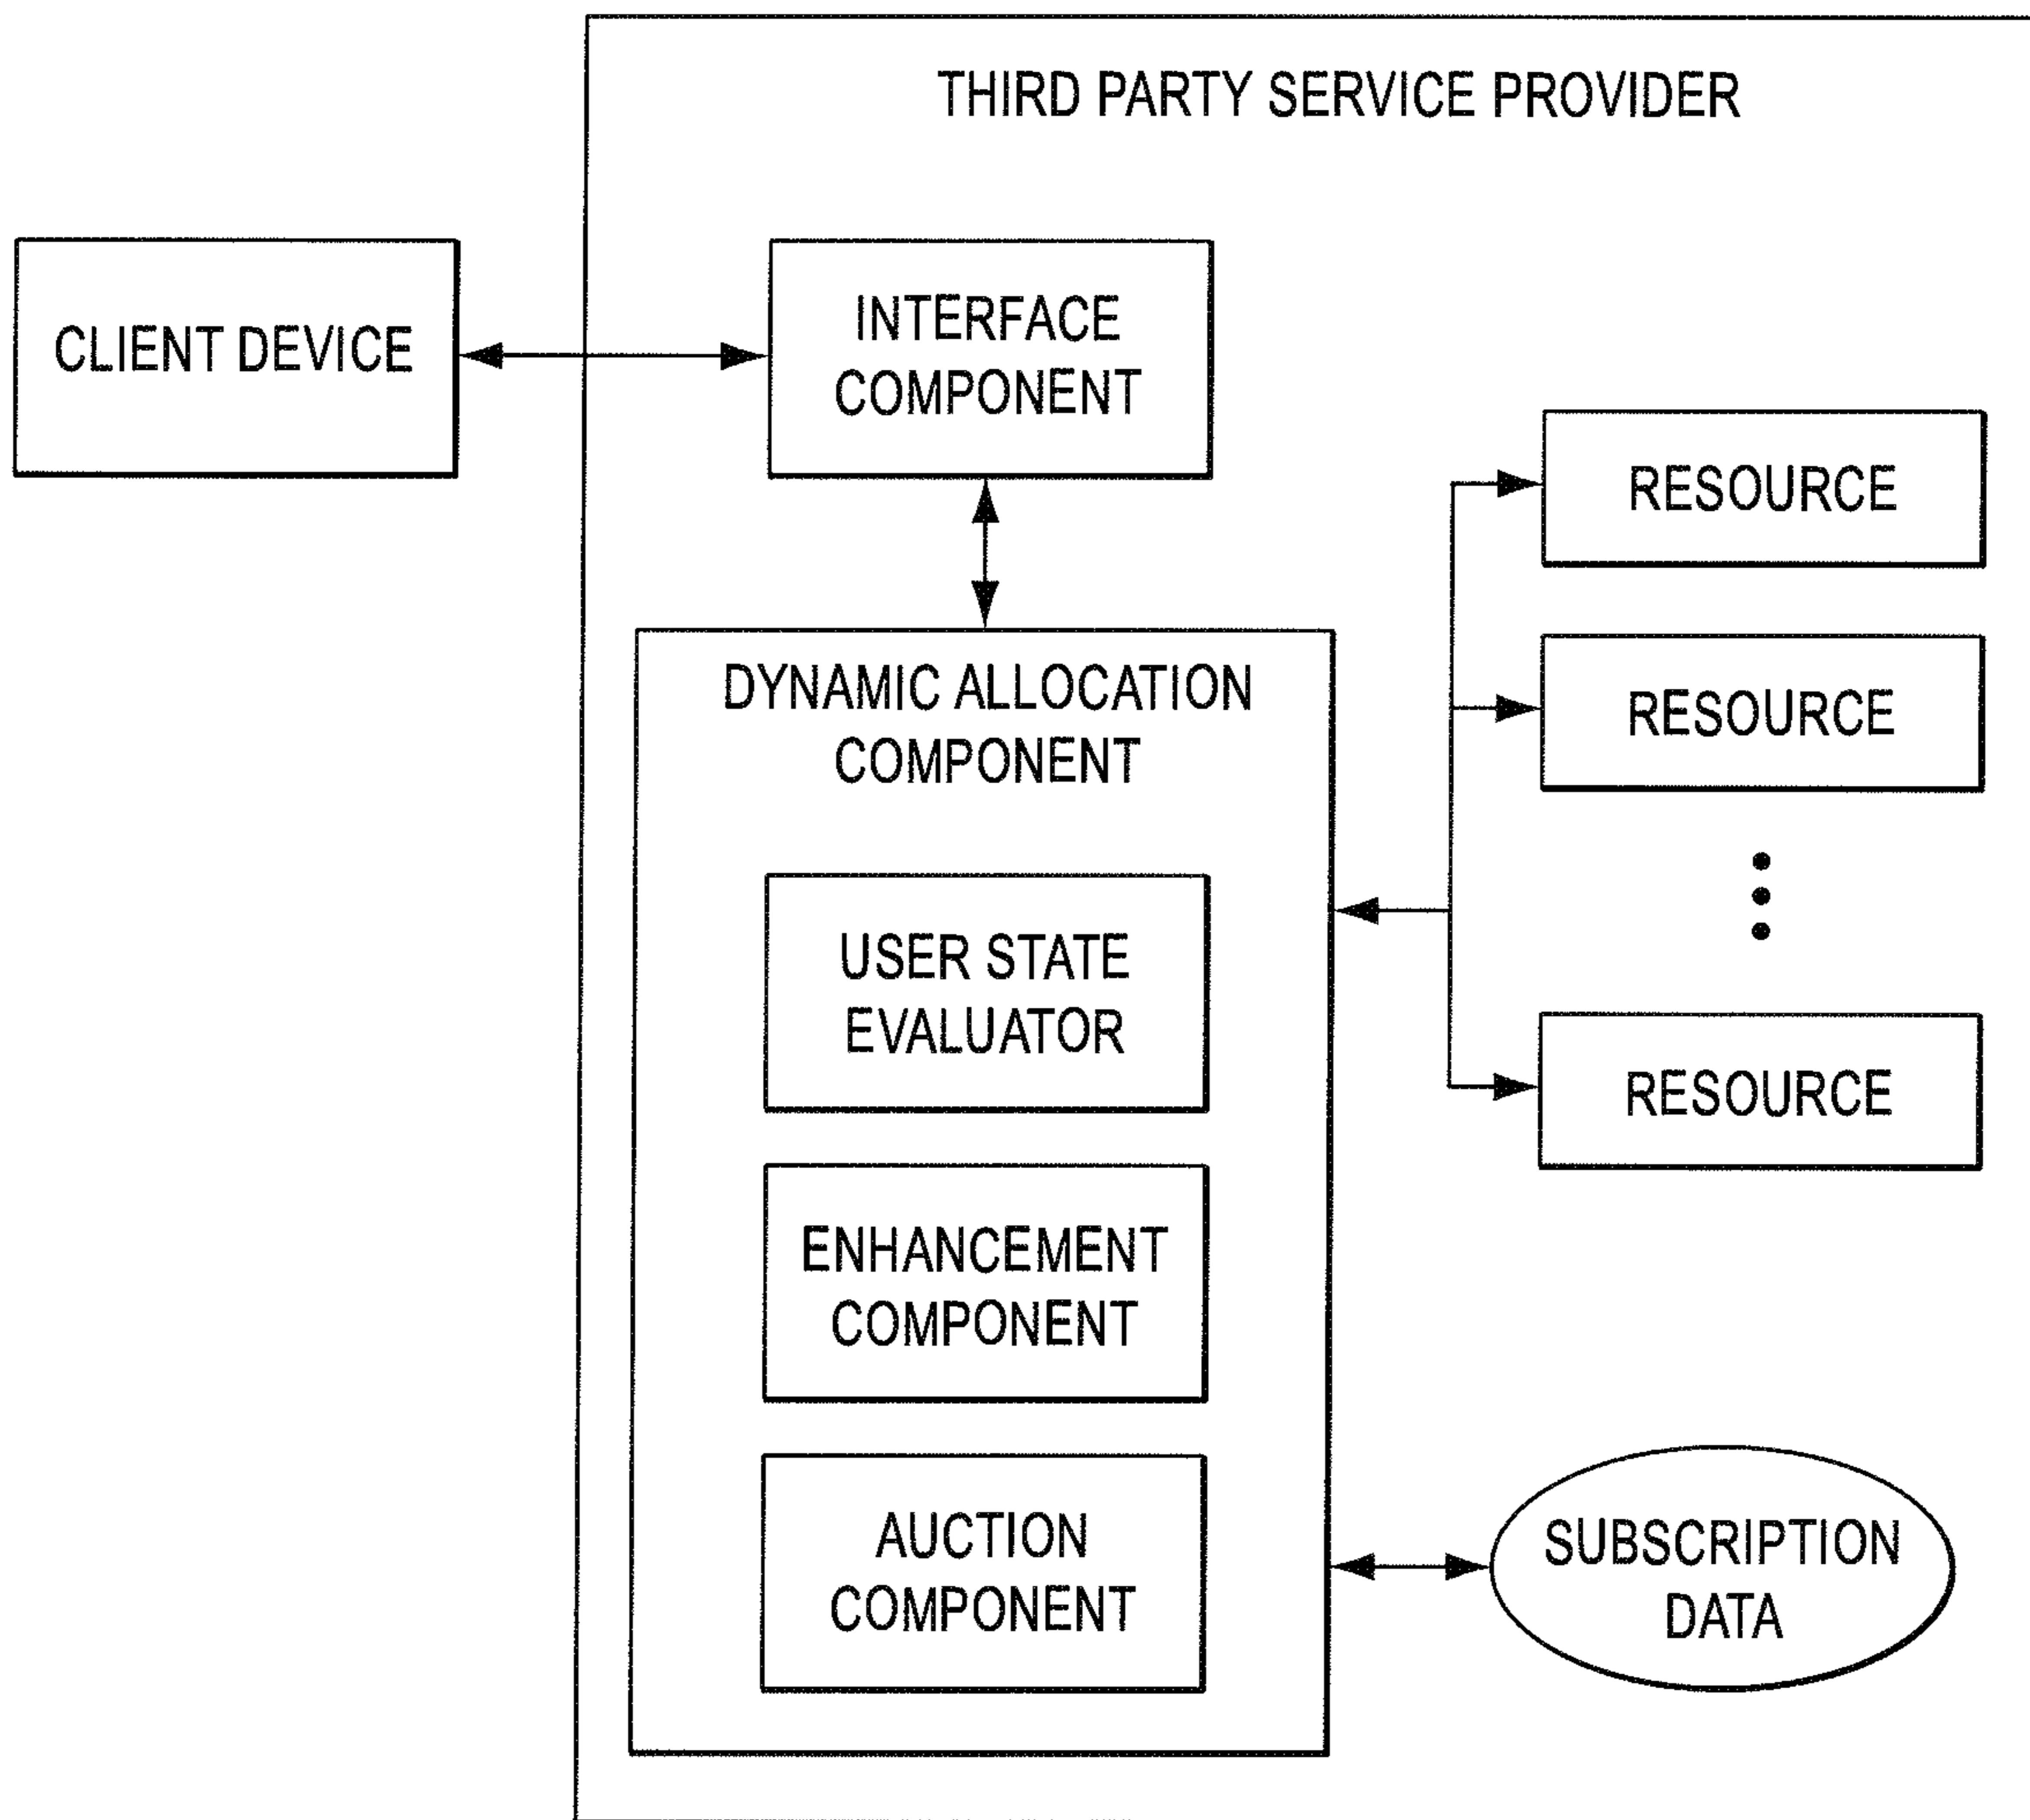 THIRD PARTY SERVICE PROVIDER
CLIENT DEVICE
INTERFACE
COMPONENT
RESOURCE
RESOURCE
RESOURCE
DYNAMIC ALLOCATION
COMPONENT
USER STATE
EVALUATOR
ENHANCEMENT
COMPONENT
AUCTION
COMPONENT
SUBSCRIPTION
DATA